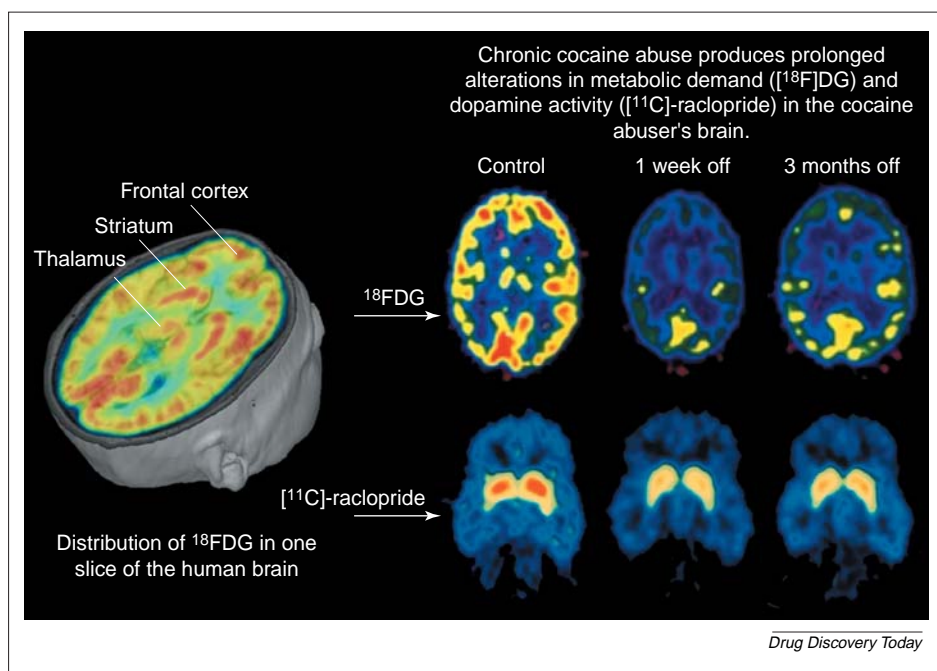 Chronic cocaine abuse produces prolonged
alterations in metabolic demand ([¹⁸F]DG) and
dopamine activity ([¹¹C]-raclopride) in the cocaine
abuser's brain.
Control
1 week off
3 months off
Frontal cortex
Striatum
Thalamus
¹⁸FDG
[¹¹C]-raclopride
Distribution of ¹⁸FDG in one
slice of the human brain
Drug Discovery Today